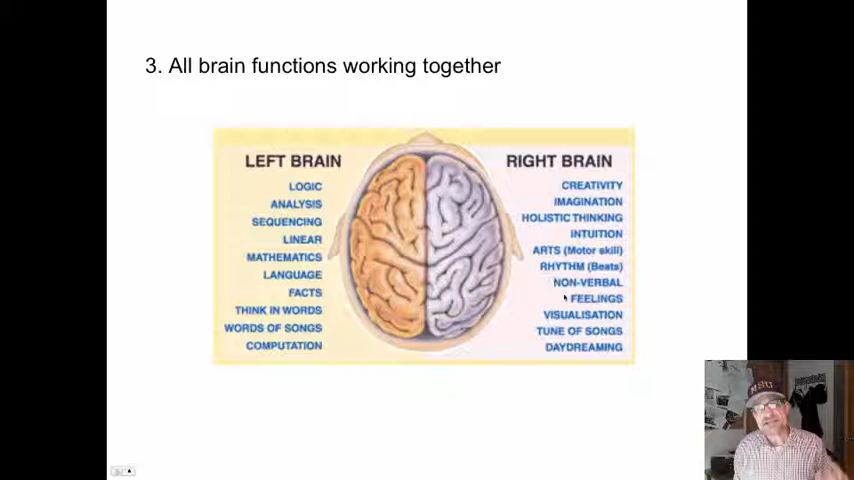 3. All brain functions working together
LEFT BRAIN
LOGIC
ANALYSIS
SEQUENCING
LINEAR
MATHEMATICS
LANGUAGE
FACTS
THINK IN WORDS
WORDS OF SONGS
COMPUTATION
RIGHT BRAIN
CREATIVITY
IMAGINATION
HOLISTIC THINKING
INTUITION
ARTS (Motor skill)
RHYTHM (Beats)
NON-VERBAL
FEELINGS
VISUALISATION
TUNE OF SONGS
DAYDREAMING